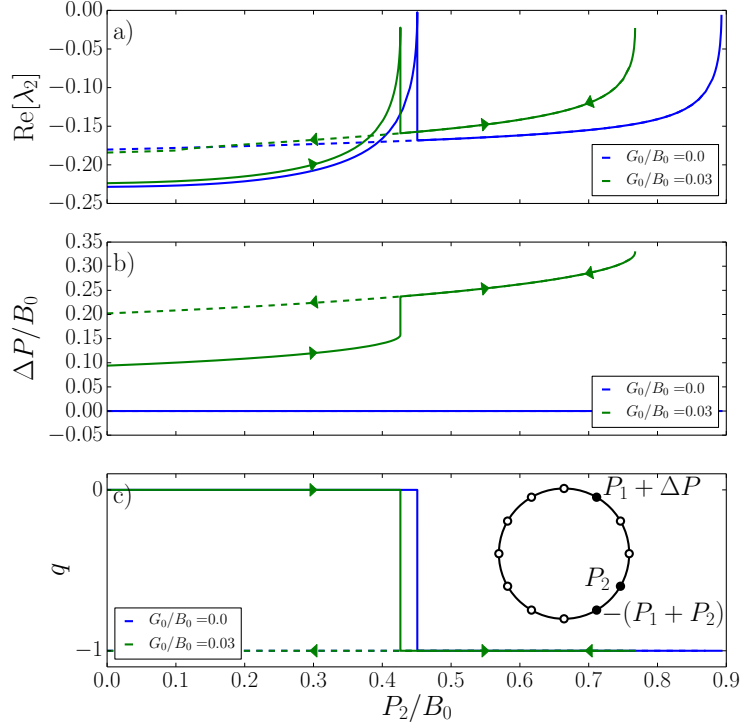 a)
Re[λ₂]
0.00
−0.05
−0.10
−0.15
−0.20
−0.25
G₀/B₀ = 0.0
G₀/B₀ = 0.03
b)
ΔP/B₀
0.35
0.30
0.25
0.20
0.15
0.10
0.05
0.00
−0.05
G₀/B₀ = 0.0
G₀/B₀ = 0.03
c)
q
0
−1
P₁ + ΔP
P₂
−(P₁ + P₂)
G₀/B₀ = 0.0
G₀/B₀ = 0.03
0.0 0.1 0.2 0.3 0.4 0.5 0.6 0.7 0.8 0.9
P₂/B₀